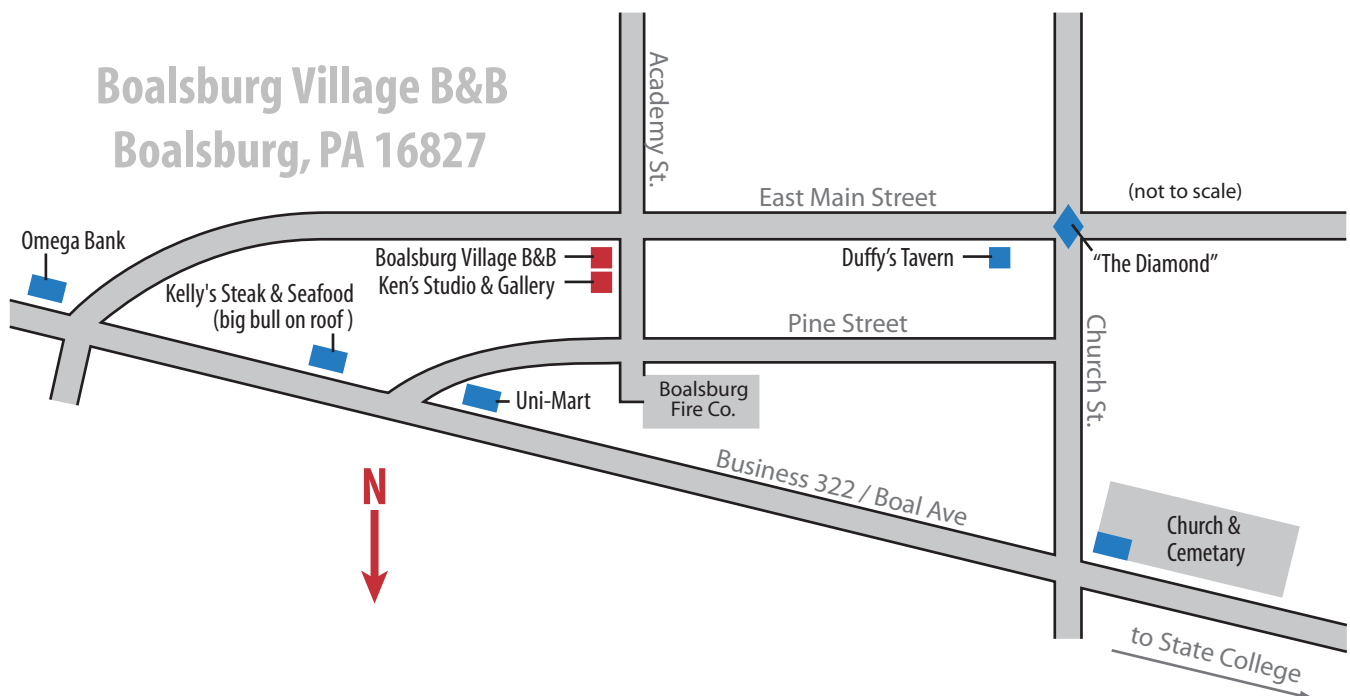 Boalsburg Village B&B
Boalsburg, PA 16827
Academy St.
East Main Street
(not to scale)
Omega Bank
Boalsburg Village B&B
Ken's Studio & Gallery
Duffy's Tavern
“The Diamond”
Kelly's Steak & Seafood
(big bull on roof )
Pine Street
Church St.
Uni-Mart
Boalsburg
Fire Co.
Business 322 / Boal Ave
N
Church &
Cemetary
to State College